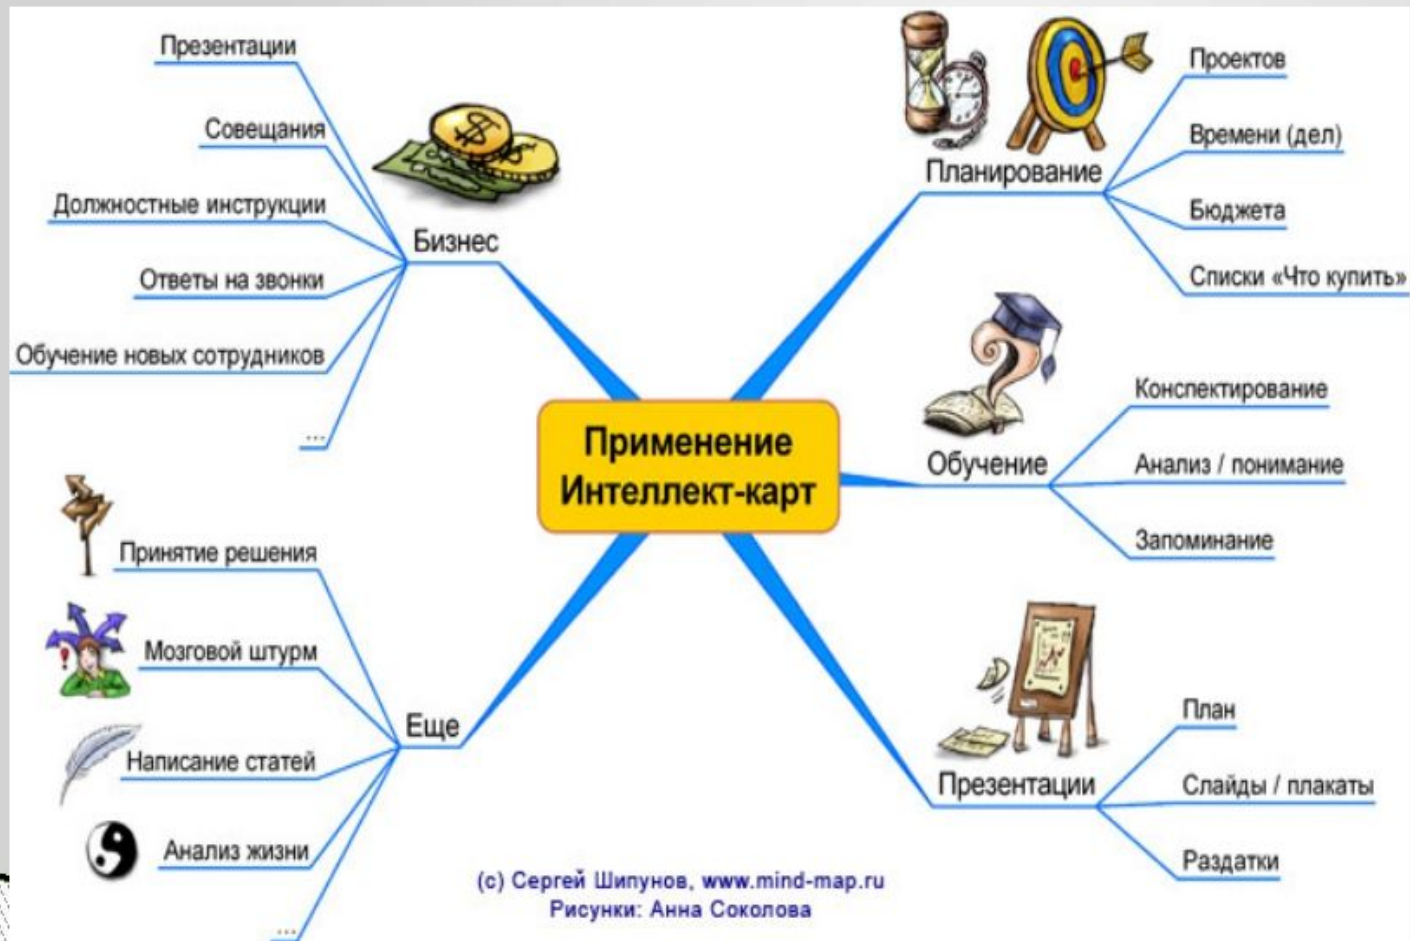 Применение
Интеллект-карт
Планирование
Проектов
Времени (дел)
Бюджета
Списки «Что купить»
Обучение
Конспектирование
Анализ / понимание
Запоминание
Презентации
План
Слайды / плакаты
Раздатки
Бизнес
Презентации
Совещания
Должностные инструкции
Ответы на звонки
Обучение новых сотрудников
...
Еще
Принятие решения
Мозговой штурм
Написание статей
Анализ жизни
...
(c) Сергей Шипунов, www.mind-map.ru
Рисунки: Анна Соколова